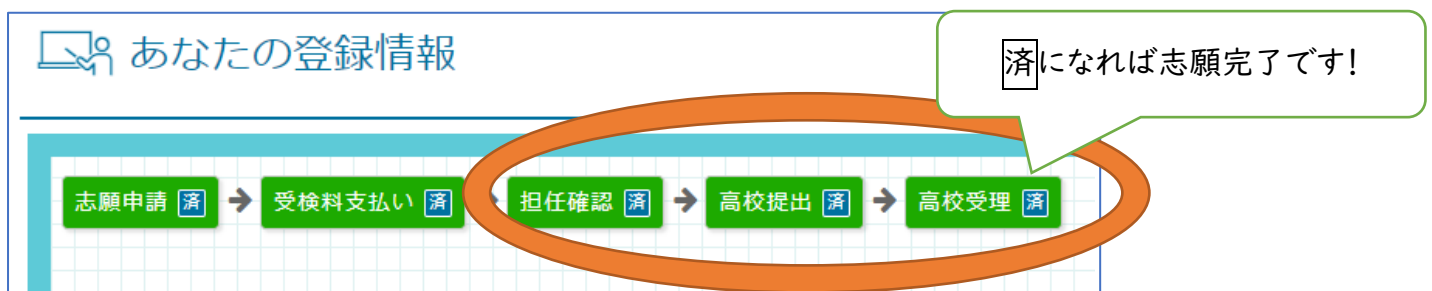 あなたの登録情報
済になれば志願完了です!
志願申請 済 → 受検料支払い 済 → 担任確認 済 → 高校提出 済 → 高校受理 済